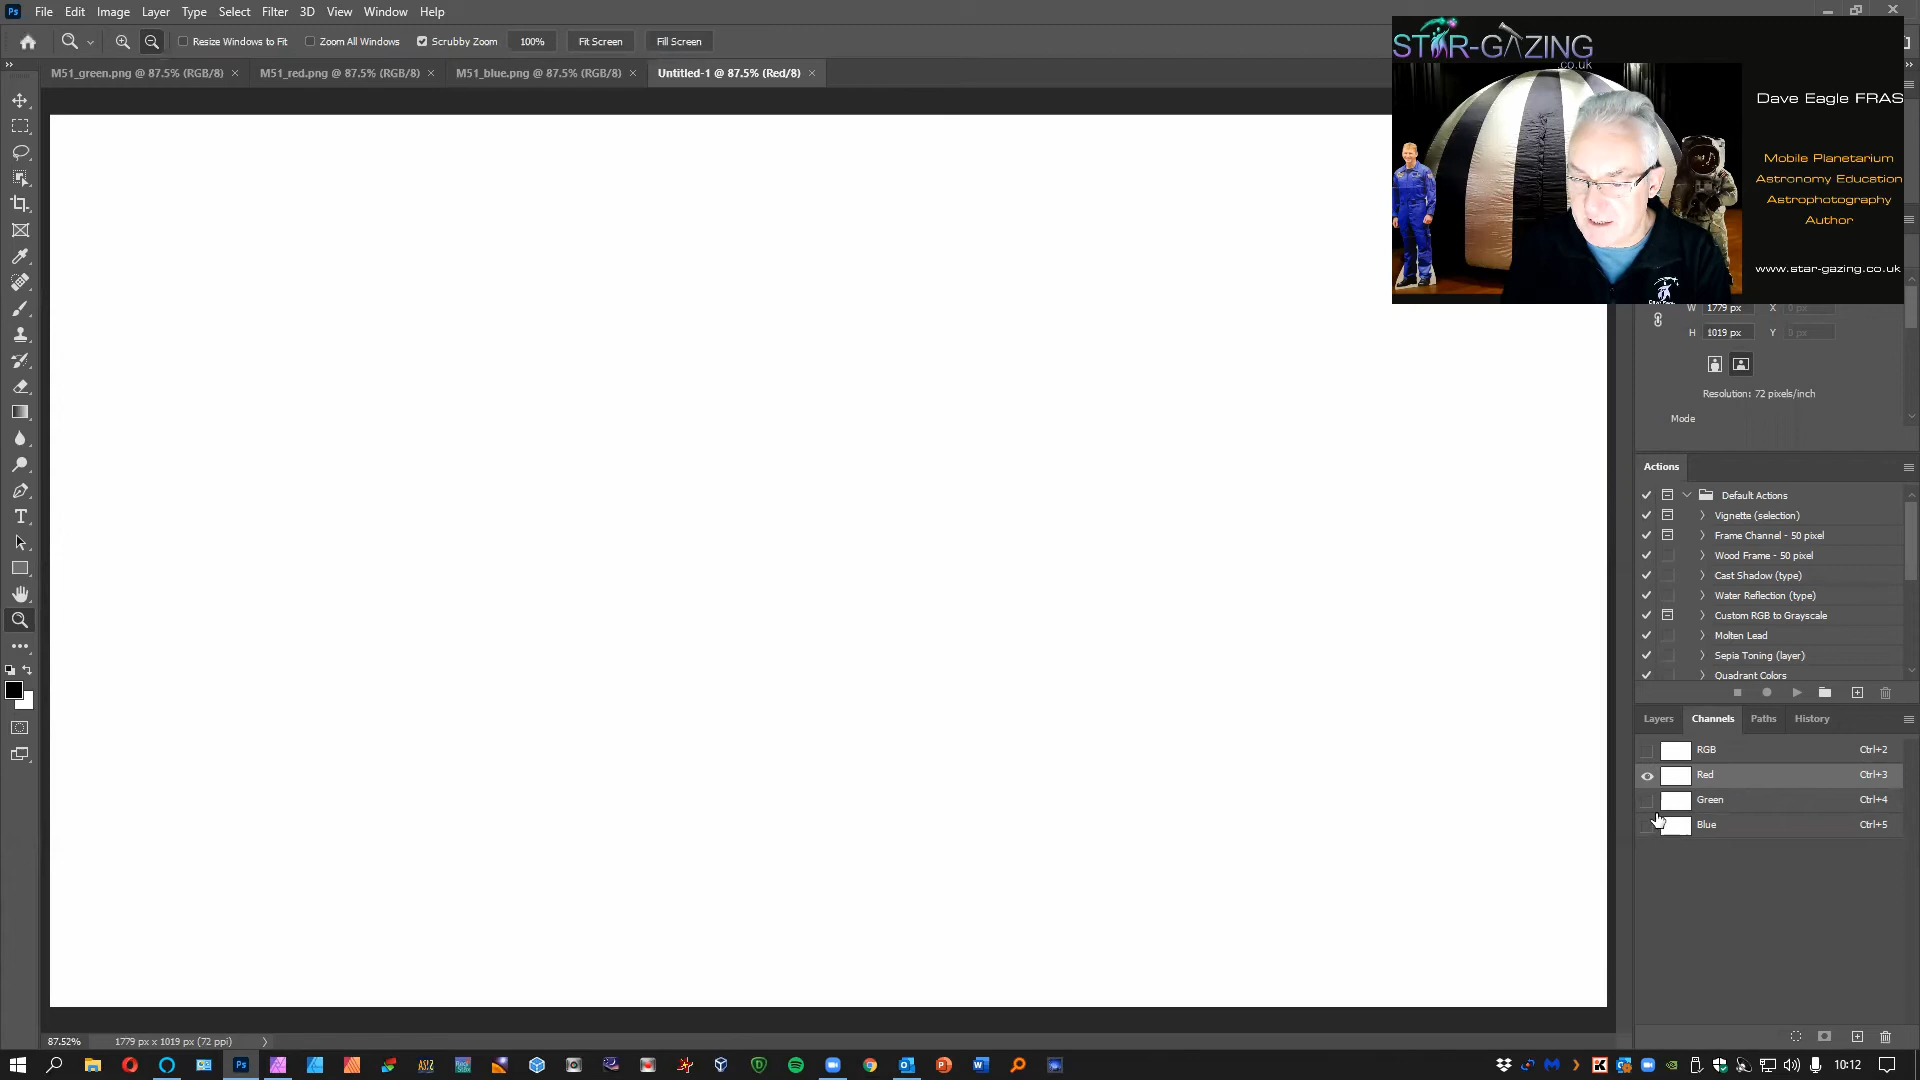 Ps File Edit Image Layer Type Select Filter 3D View Window Help
Resize Windows to Fit Zoom All Windows Scrubby Zoom 100% Fit Screen Fill Screen
M51_green.png @ 87.5% (RGB/8) M51_red.png @ 87.5% (RGB/8) M51_blue.png @ 87.5% (RGB/8) Untitled-1 @ 87.5% (Red/8)
STAR-GAZING
.co.uk
Dave Eagle FRAS
Mobile Planetarium
Astronomy Education
Astrophotography
Author
www.star-gazing.co.uk
W 1779 px X 0 px
H 1019 px Y 0 px
Resolution: 72 pixels/inch
Mode
Actions
Default Actions
Vignette (selection)
Frame Channel - 50 pixel
Wood Frame - 50 pixel
Cast Shadow (type)
Water Reflection (type)
Custom RGB to Grayscale
Molten Lead
Sepia Toning (layer)
Quadrant Colors
Layers Channels Paths History
RGB Ctrl+2
Red Ctrl+3
Green Ctrl+4
Blue Ctrl+5
87.52% 1779 px x 1019 px (72 ppi)
10:12